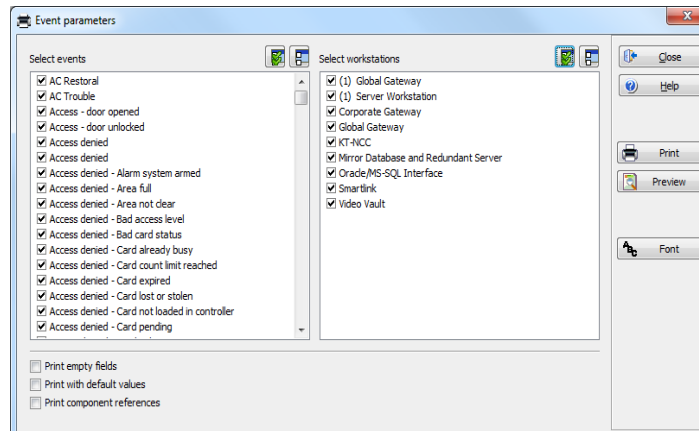 Event parameters
Select events
AC Restoral
AC Trouble
Access - door opened
Access - door unlocked
Access denied
Access denied
Access denied - Alarm system armed
Access denied - Area full
Access denied - Area not clear
Access denied - Bad access level
Access denied - Bad card status
Access denied - Card already busy
Access denied - Card count limit reached
Access denied - Card expired
Access denied - Card lost or stolen
Access denied - Card not loaded in controller
Access denied - Card pending
Select workstations
(1) Global Gateway
(1) Server Workstation
Corporate Gateway
Global Gateway
KT-NCC
Mirror Database and Redundant Server
Oracle/MS-SQL Interface
Smartlink
Video Vault
Close
Help
Print
Preview
ABC Font
Print empty fields
Print with default values
Print component references